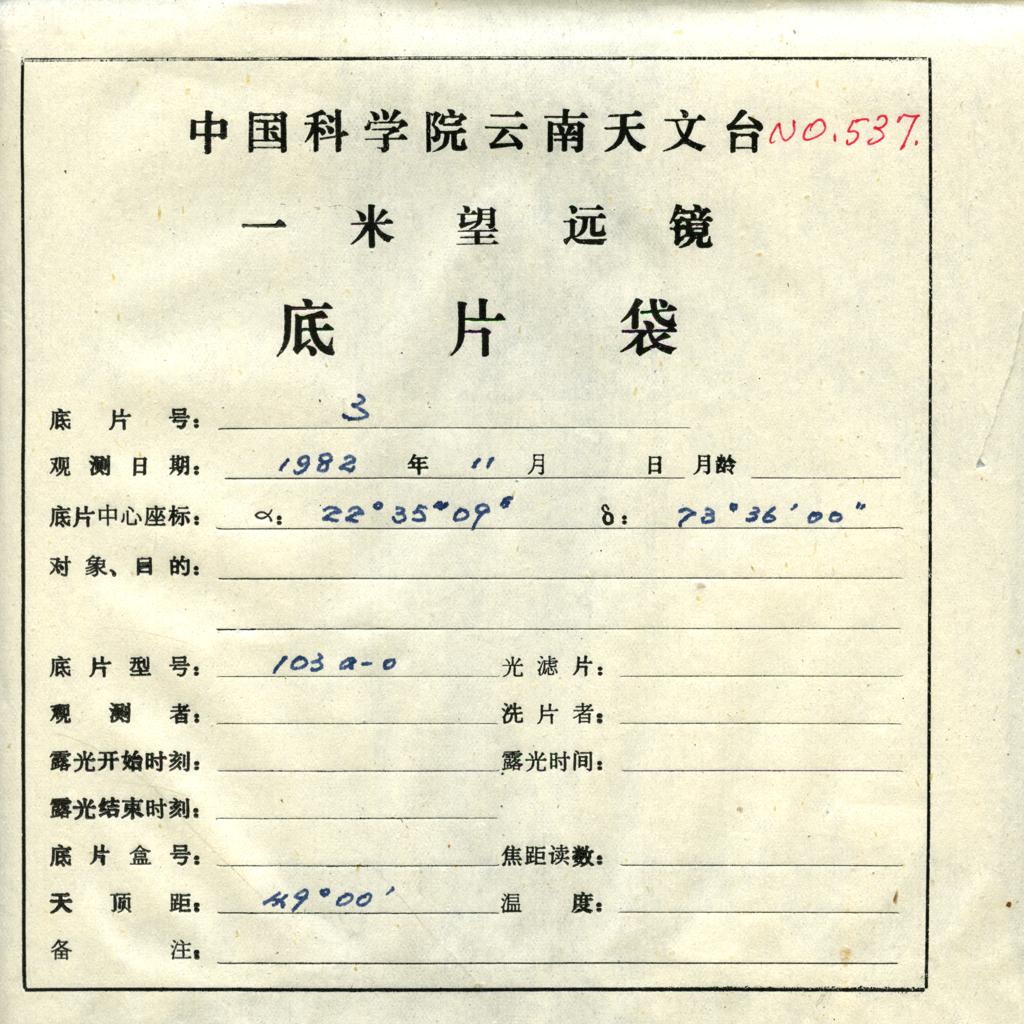 中国科学院云南天文台 NO.537.
一米望远镜
底片袋
底片号： 3
观测日期： 1982 年 11 月 日 月龄
底片中心座标： α： 22°35ᵐ09ˢ δ： 73°36′00″
对象、目的：
底片型号： 103a-o 光滤片：
观测者： 洗片者：
露光开始时刻： 露光时间：
露光结束时刻：
底片盒号： 焦距读数：
天顶距： 49°00′ 温度：
备注：